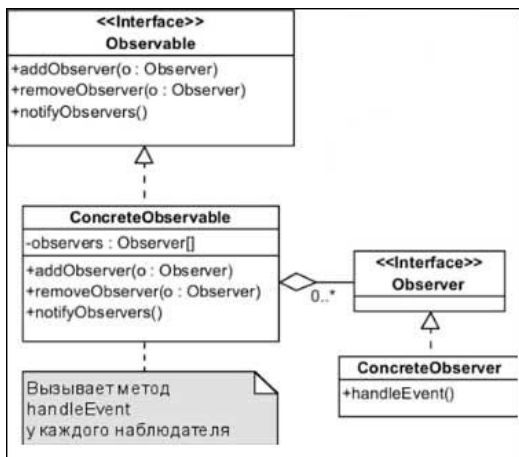 <<Interface>>
Observable
+addObserver(o : Observer)
+removeObserver(o : Observer)
+notifyObservers()
ConcreteObservable
-observers : Observer[]
+addObserver(o : Observer)
+removeObserver(o : Observer)
+notifyObservers()
0..*
<<Interface>>
Observer
ConcreteObserver
+handleEvent()
Вызывает метод
handleEvent
у каждого наблюдателя